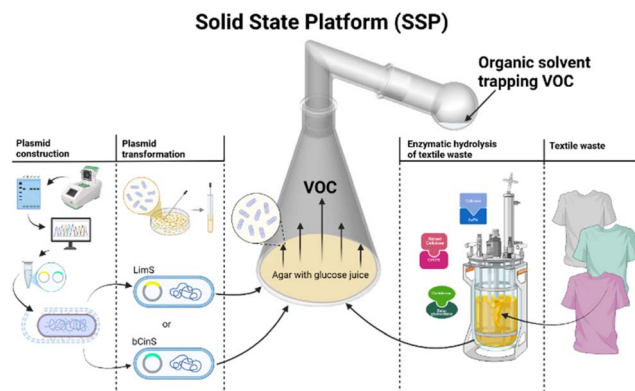 Solid State Platform (SSP)
Organic solvent
trapping VOC
Plasmid
construction
Plasmid
transformation
Enzymatic hydrolysis
of textile waste
Textile waste
VOC
Agar with glucose juice
LimS
or
bCinS